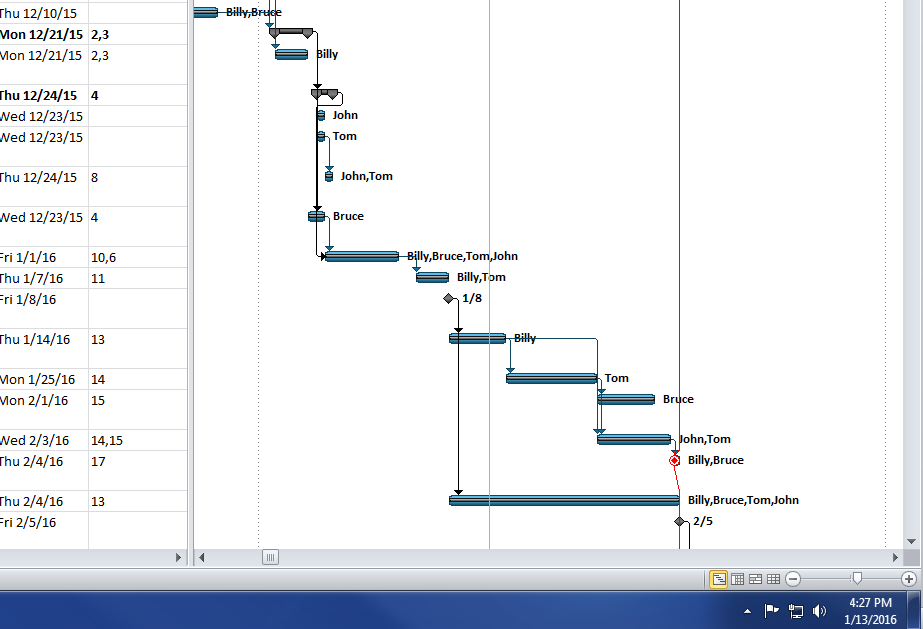 Thu 12/10/15 Billy,Bruce
Mon 12/21/15 2,3
Mon 12/21/15 2,3 Billy
Thu 12/24/15 4
Wed 12/23/15 John
Wed 12/23/15 Tom
Thu 12/24/15 8 John,Tom
Wed 12/23/15 4 Bruce
Fri 1/1/16 10,6 Billy,Bruce,Tom,John
Thu 1/7/16 11 Billy,Tom
Fri 1/8/16 1/8
Thu 1/14/16 13 Billy
Mon 1/25/16 14 Tom
Mon 2/1/16 15 Bruce
Wed 2/3/16 14,15 John,Tom
Thu 2/4/16 17 Billy,Bruce
Thu 2/4/16 13 Billy,Bruce,Tom,John
Fri 2/5/16 2/5
4:27 PM
1/13/2016